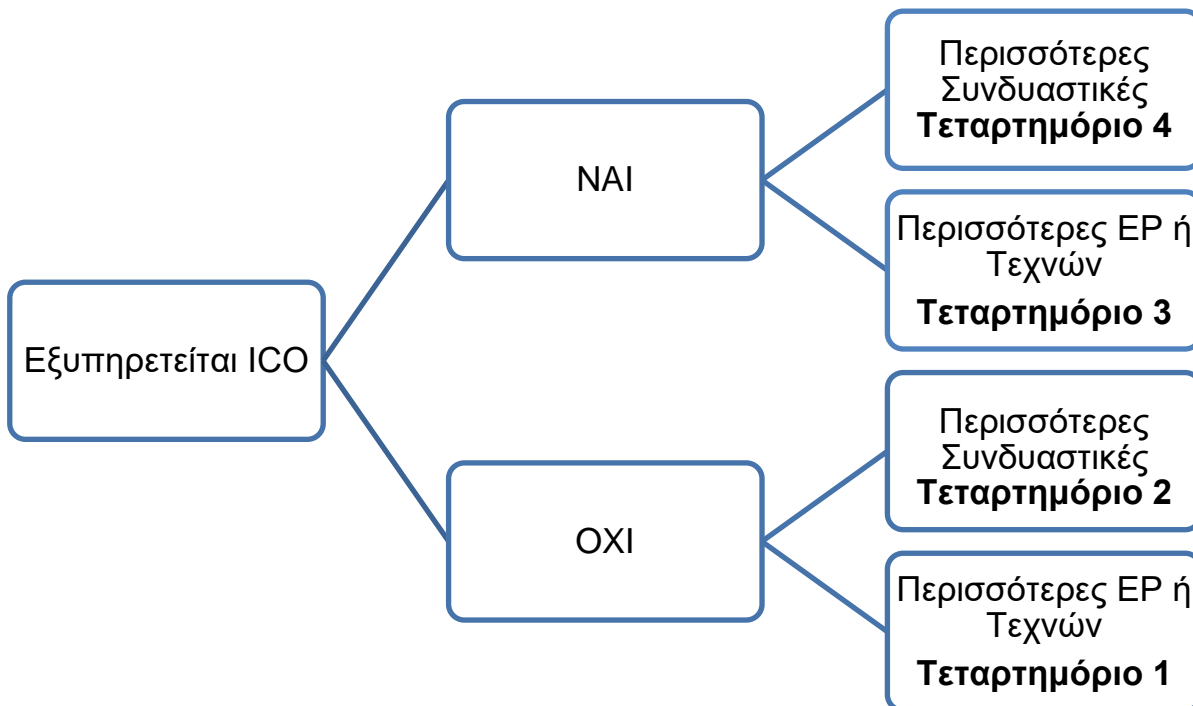 Περισσότερες
Συνδυαστικές
Τεταρτημόριο 4
ΝΑΙ
Περισσότερες ΕΡ ή
Τεχνών
Τεταρτημόριο 3
Εξυπηρετείται ICO
Περισσότερες
Συνδυαστικές
Τεταρτημόριο 2
ΟΧΙ
Περισσότερες ΕΡ ή
Τεχνών
Τεταρτημόριο 1